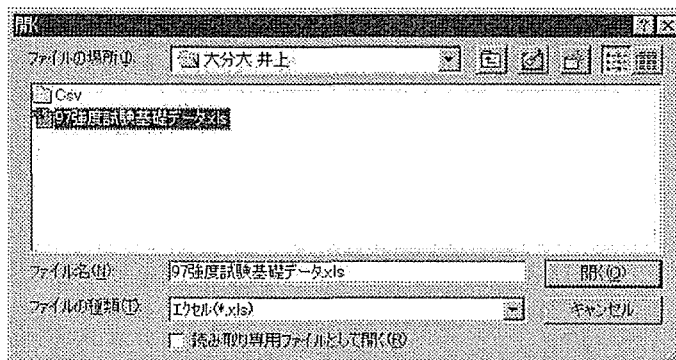 開く
ファイルの場所(I): 大分大 井上
Csv
97強度試験基礎データ.xls
ファイル名(N): 97強度試験基礎データ.xls 開く(O)
ファイルの種類(T): エクセル(*.xls) キャンセル
読み取り専用ファイルとして開く(R)